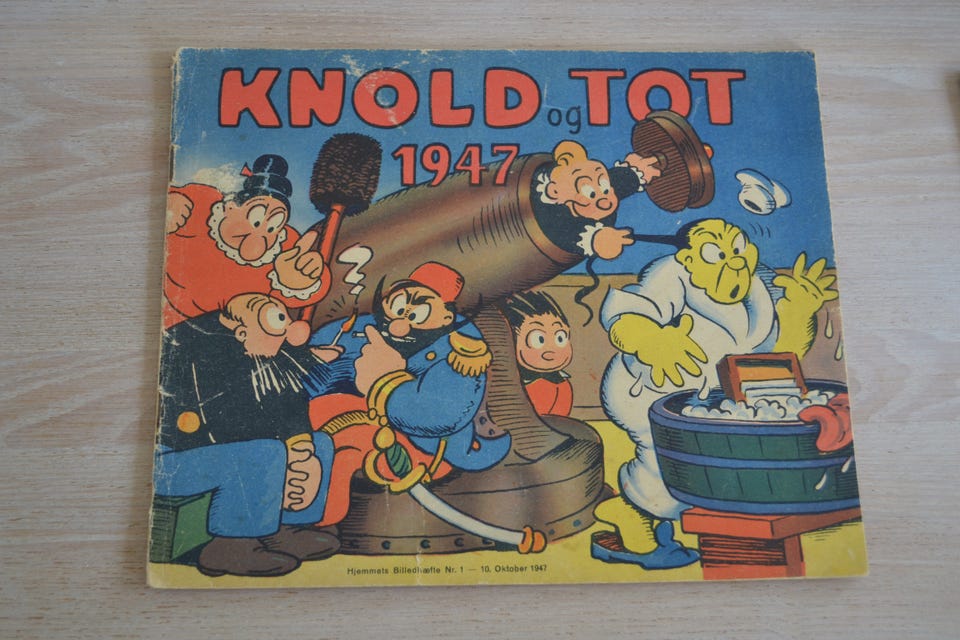 KNOLD og TOT
1947
Hjemmets Billedhæfte Nr. 1 — 10. Oktober 1947